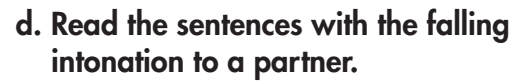 d. Read the sentences with the falling
intonation to a partner.